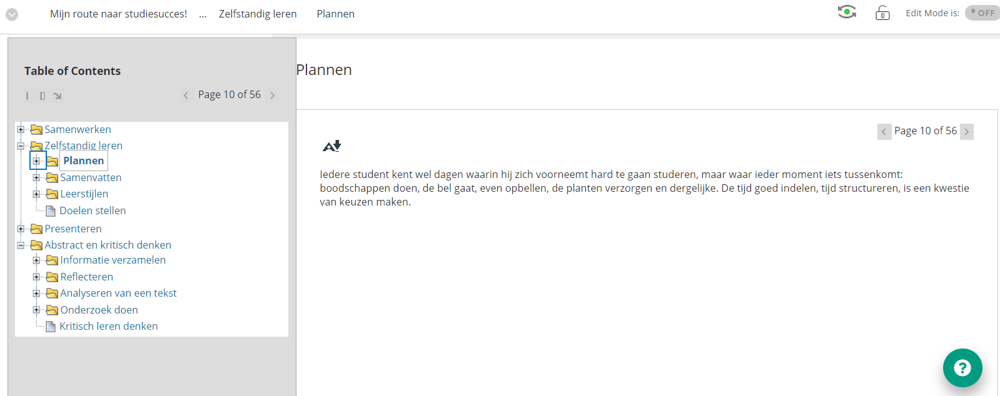 Mijn route naar studiesucces! ... Zelfstandig leren Plannen
Edit Mode is: OFF
Table of Contents
Page 10 of 56
Samenwerken
Zelfstandig leren
Plannen
Samenvatten
Leerstijlen
Doelen stellen
Presenteren
Abstract en kritisch denken
Informatie verzamelen
Reflecteren
Analyseren van een tekst
Onderzoek doen
Kritisch leren denken
Plannen
Page 10 of 56
Iedere student kent wel dagen waarin hij zich voorneemt hard te gaan studeren, maar waar ieder moment iets tussenkomt:
boodschappen doen, de bel gaat, even opbellen, de planten verzorgen en dergelijke. De tijd goed indelen, tijd structureren, is een kwestie
van keuzen maken.
?